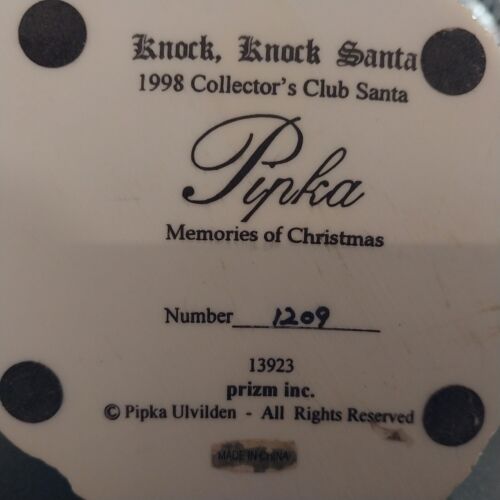 Knock, Knock Santa
1998 Collector's Club Santa
Pipka
Memories of Christmas
Number 1209
13923
prizm inc.
© Pipka Ulvilden - All Rights Reserved
MADE IN CHINA